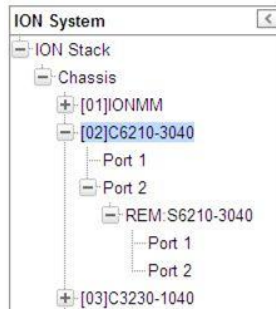 ION System
ION Stack
Chassis
[01]IONMM
[02]C6210-3040
Port 1
Port 2
REM:S6210-3040
Port 1
Port 2
[03]C3230-1040